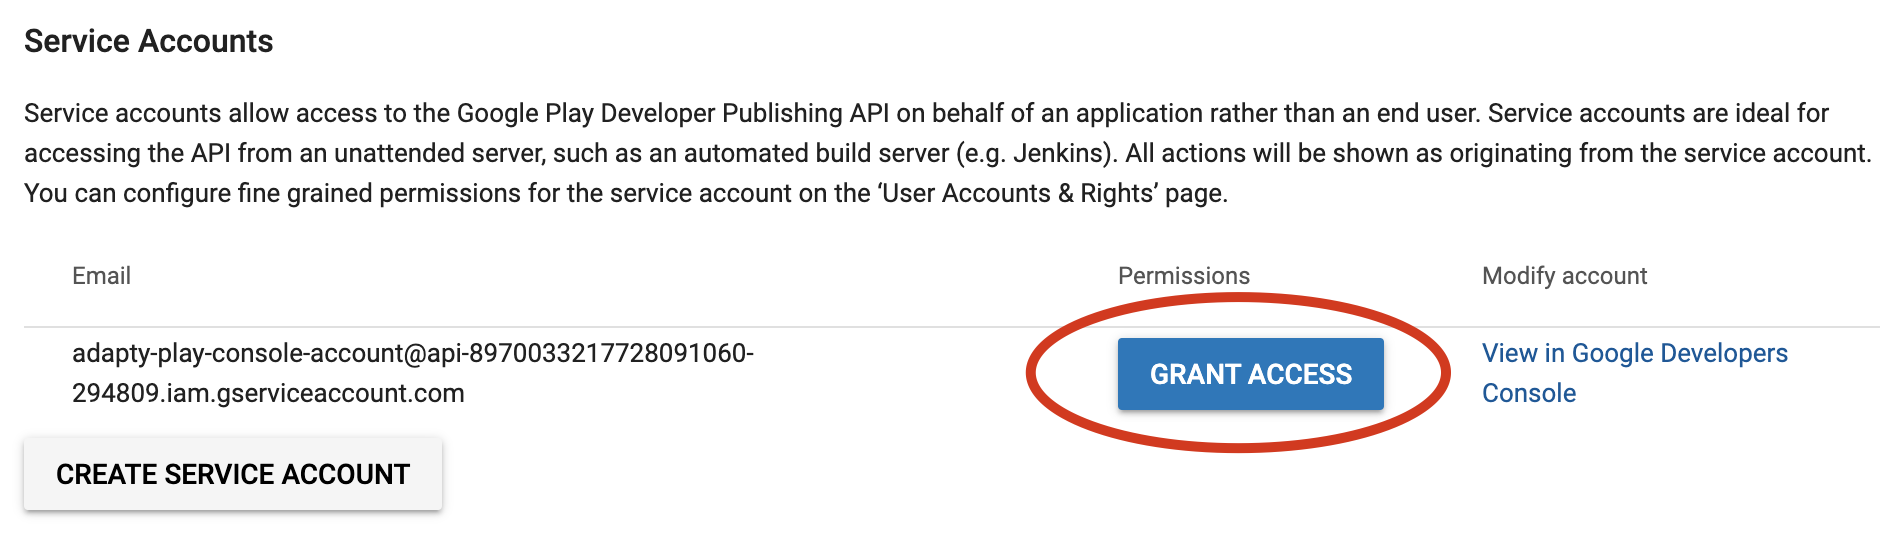 Service Accounts
Service accounts allow access to the Google Play Developer Publishing API on behalf of an application rather than an end user. Service accounts are ideal for
accessing the API from an unattended server, such as an automated build server (e.g. Jenkins). All actions will be shown as originating from the service account.
You can configure fine grained permissions for the service account on the ‘User Accounts & Rights’ page.
Email
Permissions
Modify account
adapty-play-console-account@api-8970033217728091060-
294809.iam.gserviceaccount.com
GRANT ACCESS
View in Google Developers
Console
CREATE SERVICE ACCOUNT